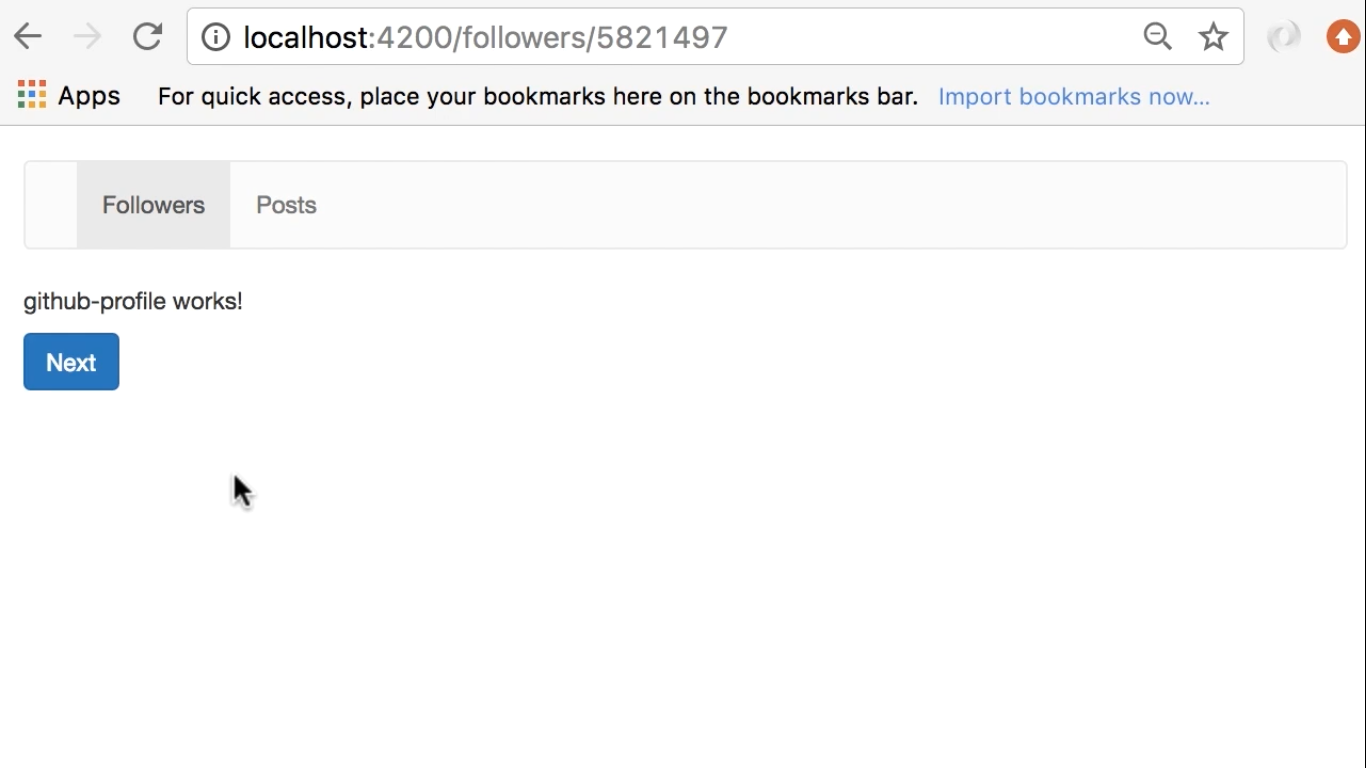 localhost:4200/followers/5821497
Apps For quick access, place your bookmarks here on the bookmarks bar. Import bookmarks now...
Followers Posts
github-profile works!
Next